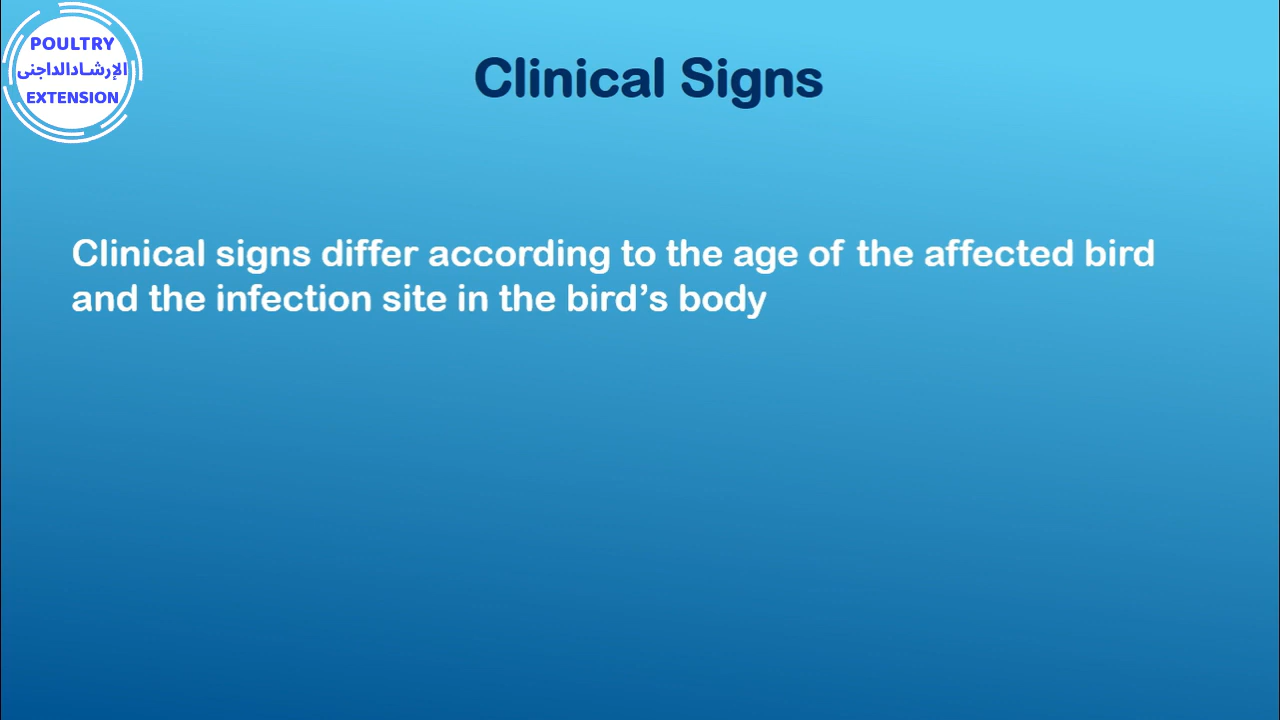 POULTRY
الإرشادالداجنى
EXTENSION
Clinical Signs
Clinical signs differ according to the age of the affected bird
and the infection site in the bird’s body